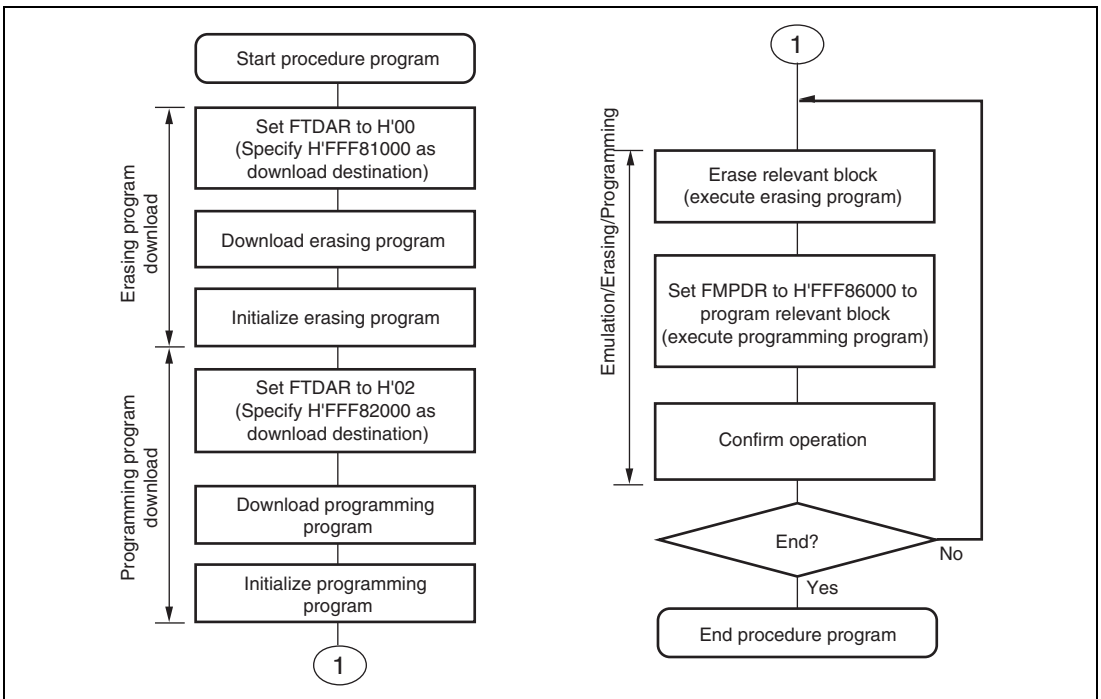 Start procedure program
Erasing program
download
Set FTDAR to H'00
(Specify H'FFF81000 as
download destination)
Download erasing program
Initialize erasing program
Programming program
download
Set FTDAR to H'02
(Specify H'FFF82000 as
download destination)
Download programming
program
Initialize programming
program
1
1
Emulation/Erasing/Programming
Erase relevant block
(execute erasing program)
Set FMPDR to H'FFF86000 to
program relevant block
(execute programming program)
Confirm operation
End?
No
Yes
End procedure program